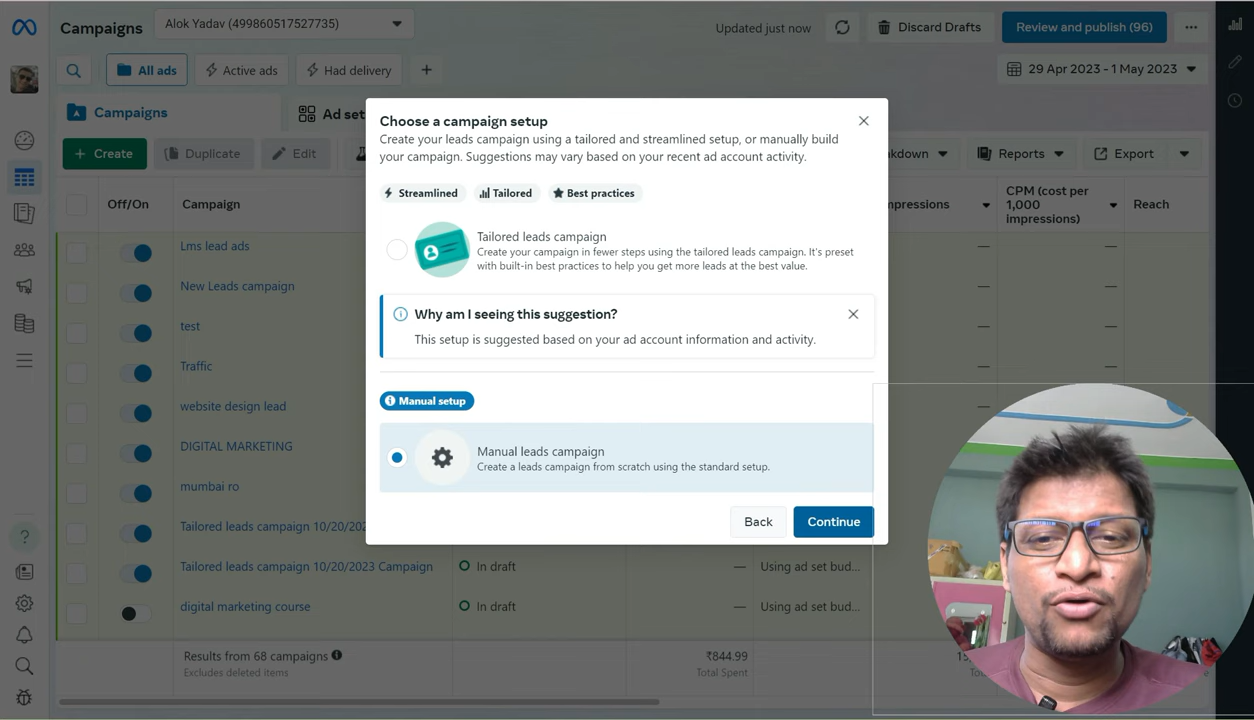 Campaigns
Alok Yadav (499860517527735)
Updated just now
Discard Drafts
Review and publish (96)
All ads
Active ads
Had delivery
29 Apr 2023 - 1 May 2023
Campaigns
Ad set
Create
Duplicate
Edit
kdown
Reports
Export
Off/On
Campaign
mpressions
CPM (cost per
1,000
impressions)
Reach
Lms lead ads
New Leads campaign
test
Traffic
website design lead
DIGITAL MARKETING
mumbai ro
Tailored leads campaign 10/20/202
Tailored leads campaign 10/20/2023 Campaign
In draft
Using ad set bud...
digital marketing course
In draft
Using ad set bud...
Results from 68 campaigns
Excludes deleted items
₹844.99
Total Spent
Choose a campaign setup
Create your leads campaign using a tailored and streamlined setup, or manually build
your campaign. Suggestions may vary based on your recent ad account activity.
Streamlined
Tailored
Best practices
Tailored leads campaign
Create your campaign in fewer steps using the tailored leads campaign. It's preset
with built-in best practices to help you get more leads at the best value.
Why am I seeing this suggestion?
This setup is suggested based on your ad account information and activity.
Manual setup
Manual leads campaign
Create a leads campaign from scratch using the standard setup.
Back
Continue